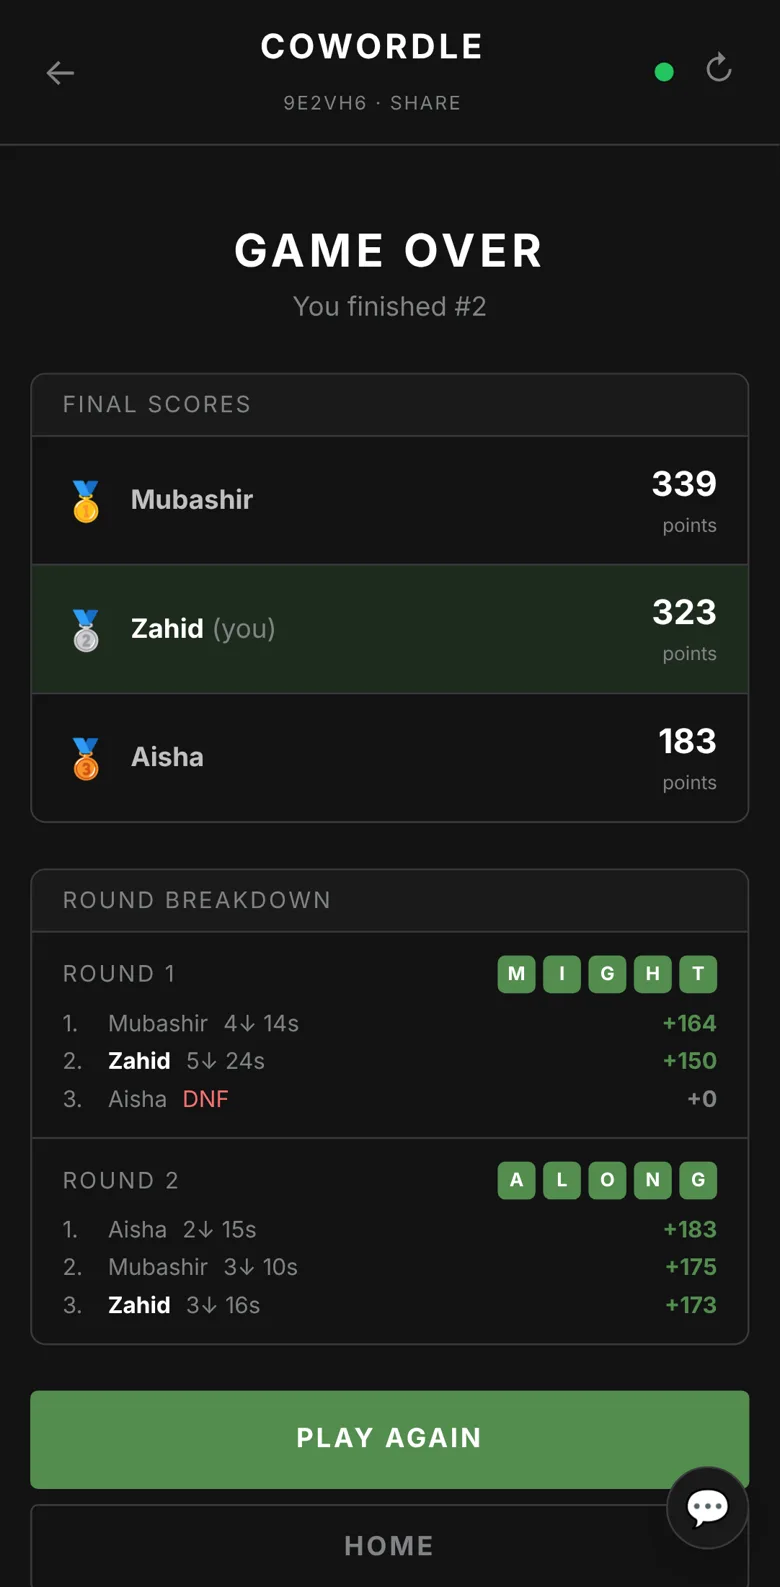 COWORDLE
9E2VH6 · SHARE
GAME OVER
You finished #2
FINAL SCORES
Mubashir 339
points
Zahid (you) 323
points
Aisha 183
points
ROUND BREAKDOWN
ROUND 1 M I G H T
1. Mubashir 4↓ 14s +164
2. Zahid 5↓ 24s +150
3. Aisha DNF +0
ROUND 2 A L O N G
1. Aisha 2↓ 15s +183
2. Mubashir 3↓ 10s +175
3. Zahid 3↓ 16s +173
PLAY AGAIN
HOME